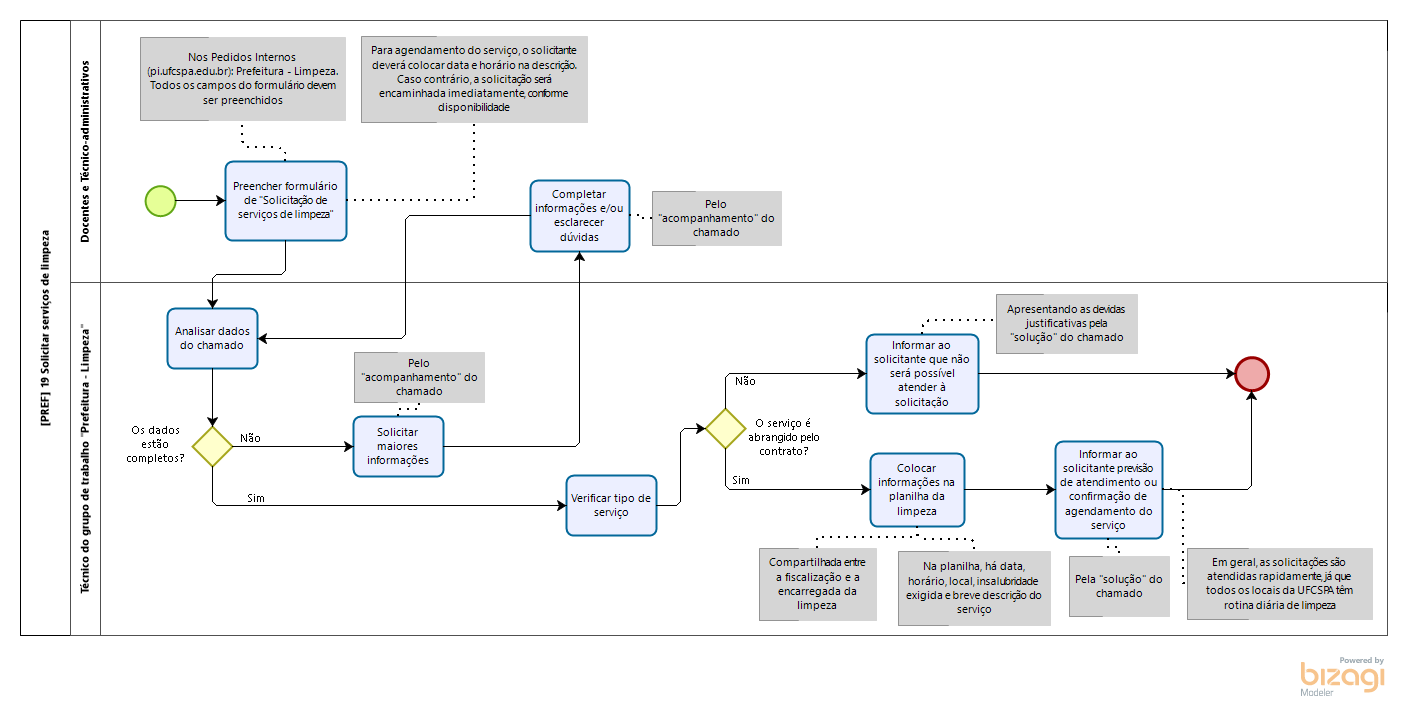 [PREF] 19 Solicitar serviços de limpeza
Docentes e Técnico-administrativos
Nos Pedidos Internos
(pi.ufcspa.edu.br): Prefeitura - Limpeza.
Todos os campos do formulário devem
ser preenchidos
Para agendamento do serviço, o solicitante
deverá colocar data e horário na descrição.
Caso contrário, a solicitação será
encaminhada imediatamente, conforme
disponibilidade
Preencher formulário
de "Solicitação de
serviços de limpeza"
Completar
informações e/ou
esclarecer
dúvidas
Pelo
"acompanhamento" do
chamado
Técnico do grupo de trabalho "Prefeitura - Limpeza"
Analisar dados
do chamado
Os dados
estão
completos?
Não
Sim
Pelo
"acompanhamento" do
chamado
Solicitar
maiores
informações
Verificar tipo de
serviço
O serviço é
abrangido pelo
contrato?
Não
Sim
Informar ao
solicitante que não
será possível
atender à
solicitação
Apresentando as devidas
justificativas pela
"solução" do chamado
Colocar
informações na
planilha da
limpeza
Compartilhada entre
a fiscalização e a
encarregada da
limpeza
Na planilha, há data,
horário, local, insalubridade
exigida e breve descrição do
serviço
Informar ao
solicitante previsão
de atendimento ou
confirmação de
agendamento do
serviço
Pela "solução" do
chamado
Em geral, as solicitações são
atendidas rapidamente, já que
todos os locais da UFCSPA têm
rotina diária de limpeza
Powered by
bizagi
Modeler